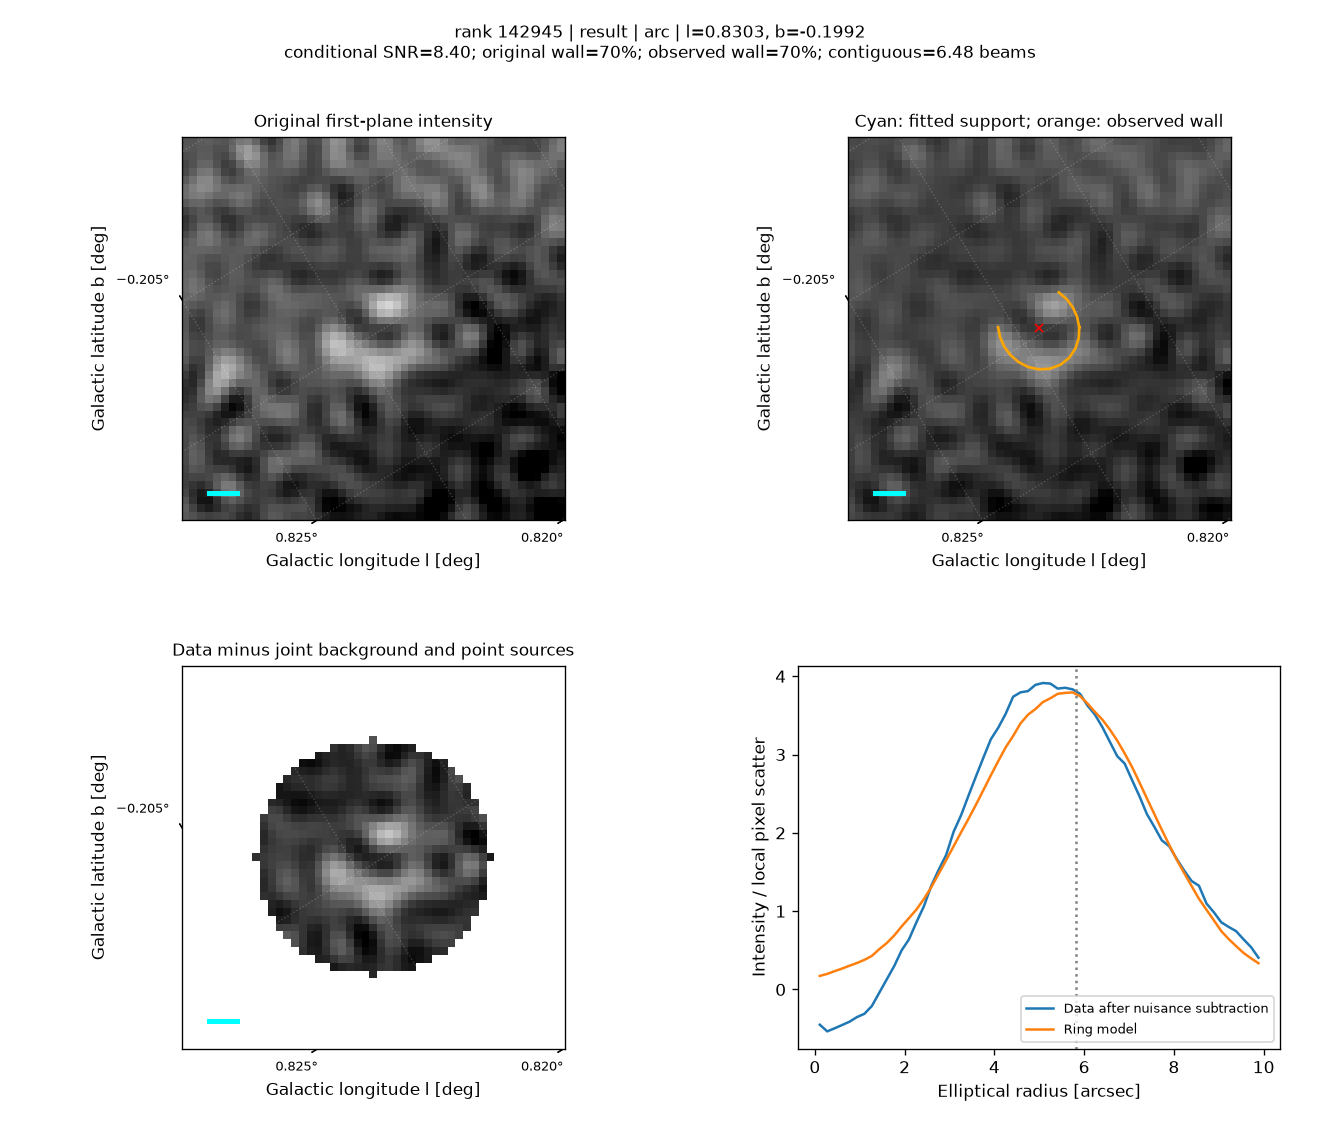 rank 142945 | result | arc | l=0.8303, b=-0.1992
conditional SNR=8.40; original wall=70%; observed wall=70%; contiguous=6.48 beams
Original first-plane intensity
Cyan: fitted support; orange: observed wall
Galactic latitude b [deg]
−0.205°
0.825°
0.820°
Galactic longitude l [deg]
Galactic latitude b [deg]
−0.205°
0.825°
0.820°
Galactic longitude l [deg]
Data minus joint background and point sources
Galactic latitude b [deg]
−0.205°
0.825°
0.820°
Galactic longitude l [deg]
Intensity / local pixel scatter
4
3
2
1
0
Data after nuisance subtraction
Ring model
0 2 4 6 8 10
Elliptical radius [arcsec]